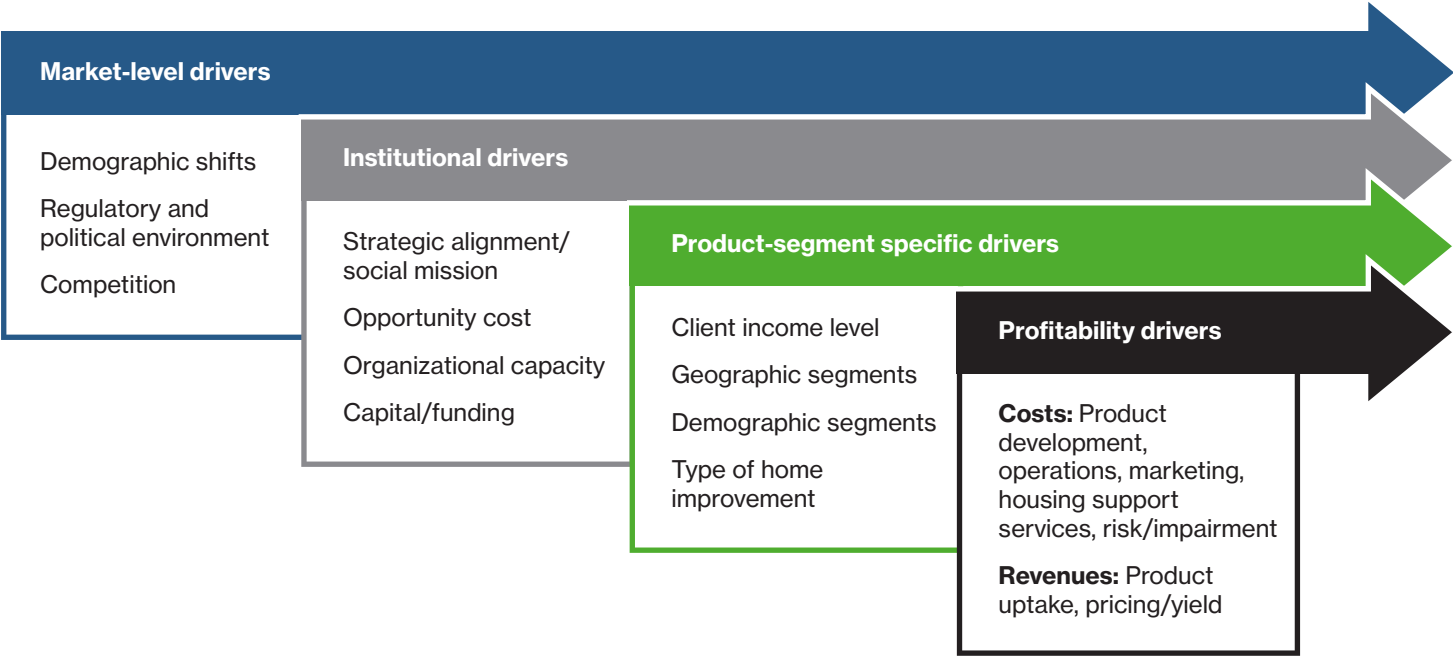 Market-level drivers
Demographic shifts
Regulatory and
political environment
Competition
Institutional drivers
Strategic alignment/
social mission
Opportunity cost
Organizational capacity
Capital/funding
Product-segment specific drivers
Client income level
Geographic segments
Demographic segments
Type of home
improvement
Profitability drivers
Costs: Product
development,
operations, marketing,
housing support
services, risk/impairment
Revenues: Product
uptake, pricing/yield